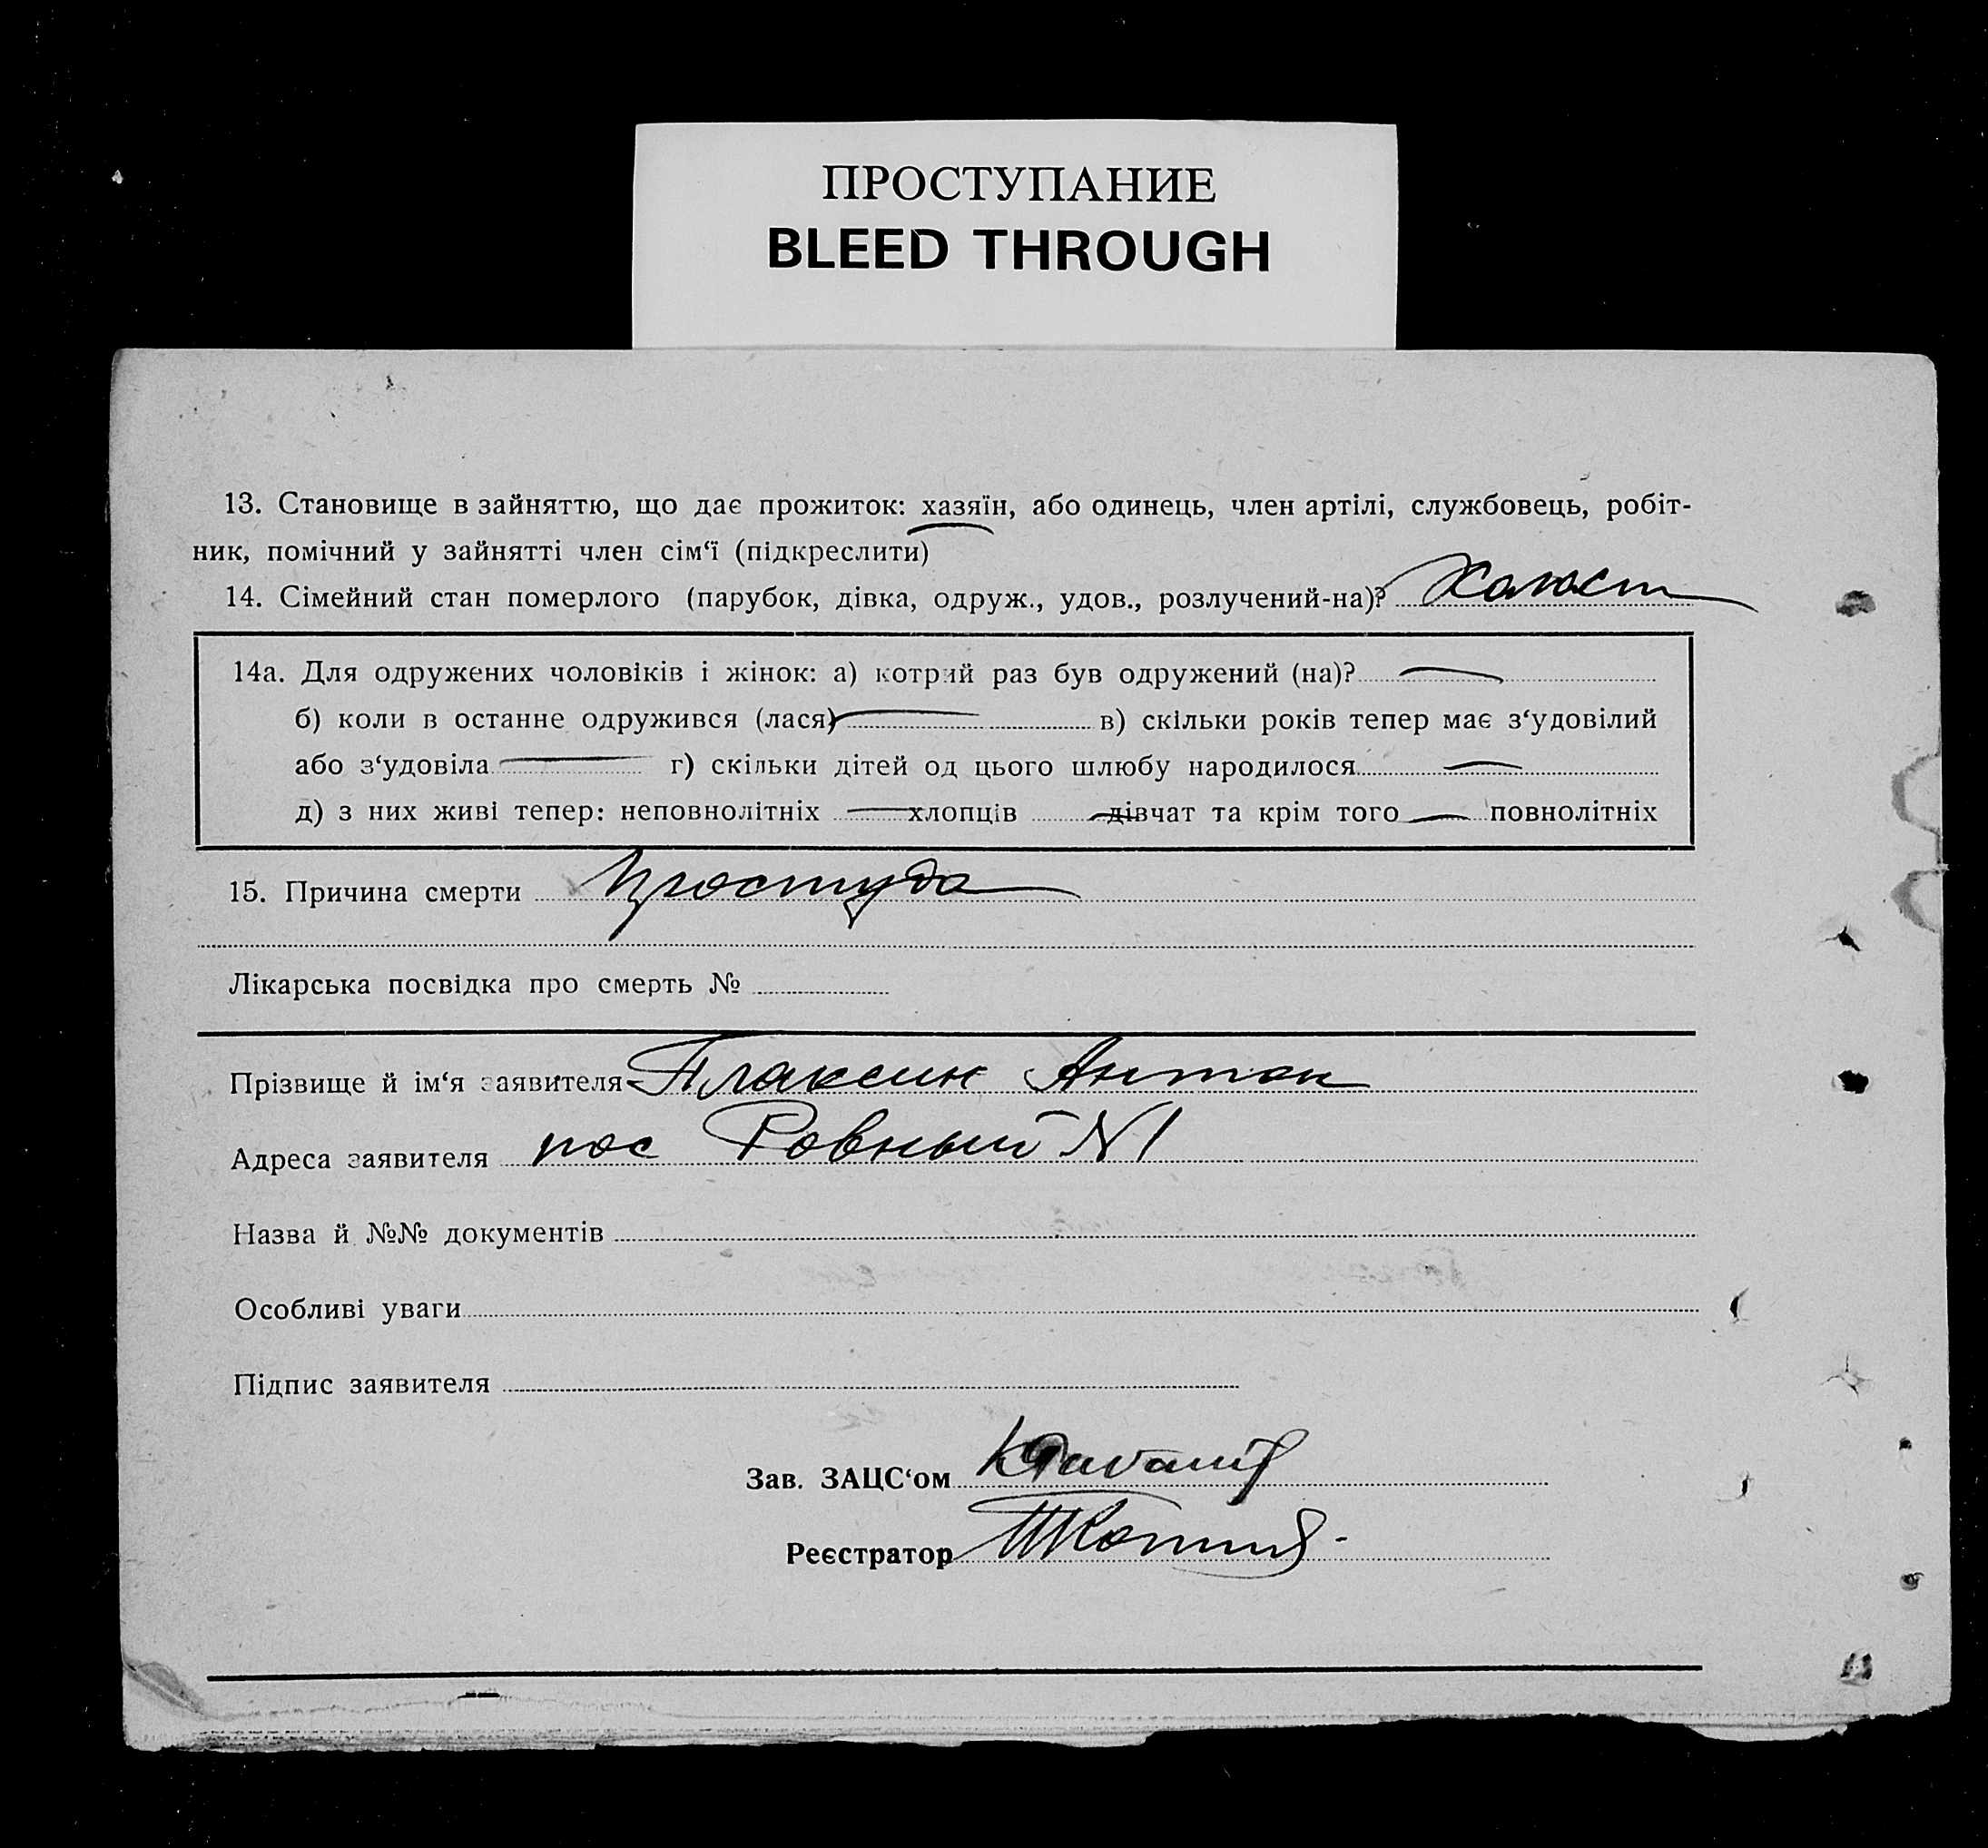 ПРОСТУПАНИЕ
BLEED THROUGH
13. Становище в зайняттю, що дає прожиток: хазяїн, або одинець, член артілі, службовець, робіт-
ник, помічний у зайнятті член сім‘ї (підкреслити)
14. Сімейний стан померлого (парубок, дівка, одруж., удов., розлучений-на)? Холост
14а. Для одружених чоловіків і жінок: а) котрий раз був одружений (на)?
б) коли в останнє одружився (лася) в) скільки років тепер має з‘удовілий
або з‘удовіла г) скільки дітей од цього шлюбу народилося
д) з них живі тепер: неповнолітніх хлопців дівчат та крім того повнолітніх
15. Причина смерти простуда
Лікарська посвідка про смерть №
Прізвище й ім‘я заявителя Плаксин Антон
Адреса заявителя пос Ровный N1
Назва й №№ документів
Особливі уваги
Підпис заявителя
Зав. ЗАЦС‘ом
Реєстратор